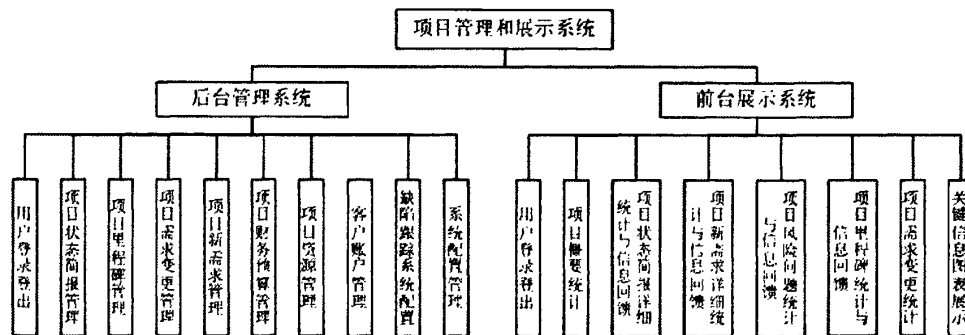 项目管理和展示系统
后台管理系统
前台展示系统
用户登录登出
项目状态简报管理
项目里程碑管理
项目需求变更管理
项目新需求管理
项目财务预算管理
项目资源管理
客户账户管理
缺陷跟踪系统配置
系统配置管理
用户登录登出
项目概要统计
项目状态简报详细
统计与信息回馈
项目新需求详细统
计与信息回馈
项目风险问题统计
与信息回馈
项目里程碑统计与
信息回馈
项目需求变更统计
关键信息图表展示